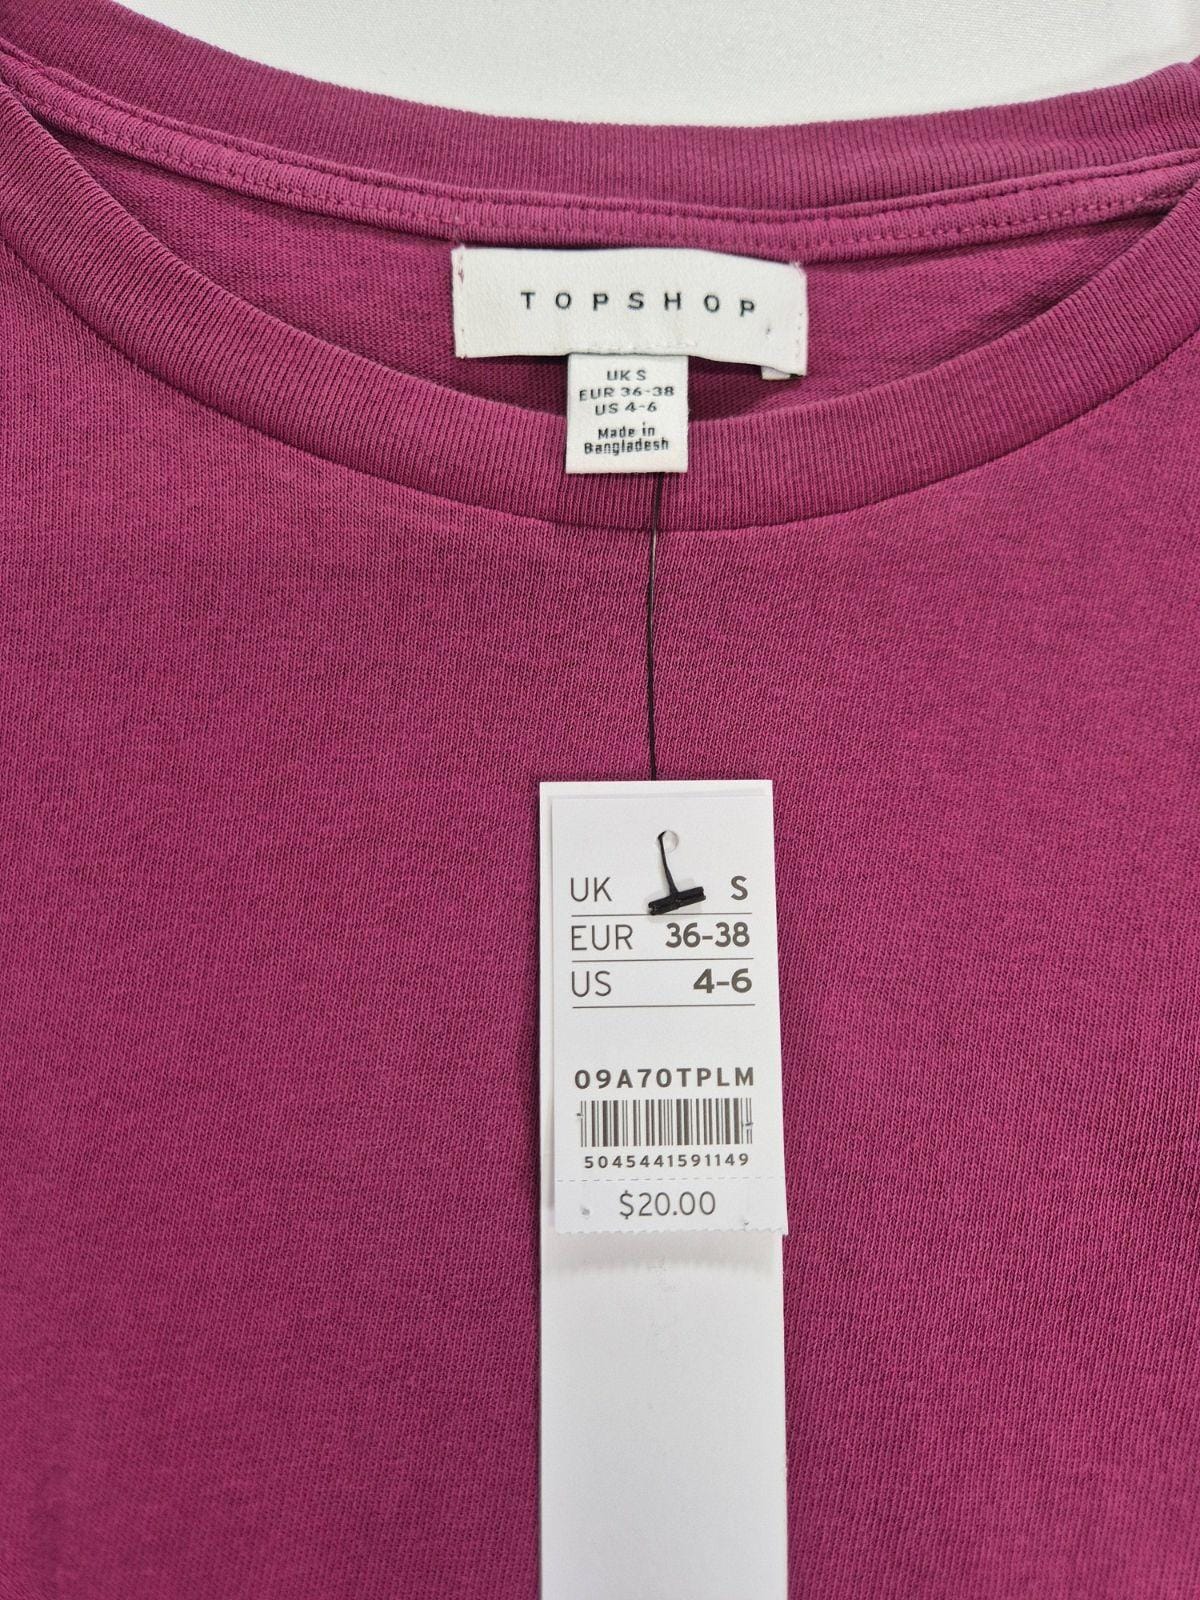 TOPSHOP
UK S
EUR 36-38
US 4-6
Made in
Bangladesh
UK S
EUR 36-38
US 4-6
09A70TPLM
5045441591149
$20.00